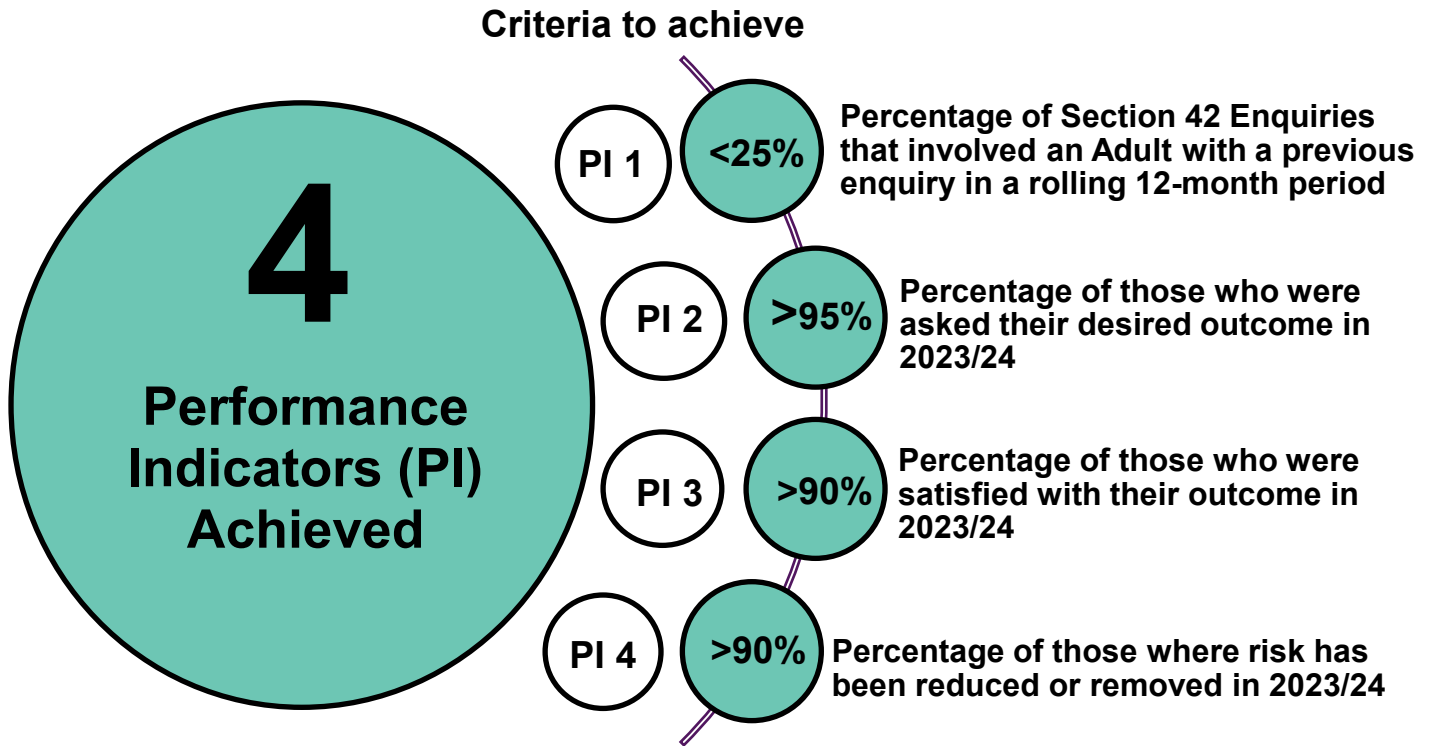 Criteria to achieve
4
Performance
Indicators (PI)
Achieved
PI 1
<25%
Percentage of Section 42 Enquiries
that involved an Adult with a previous
enquiry in a rolling 12-month period
PI 2
>95%
Percentage of those who were
asked their desired outcome in
2023/24
PI 3
>90%
Percentage of those who were
satisfied with their outcome in
2023/24
PI 4
>90%
Percentage of those where risk has
been reduced or removed in 2023/24